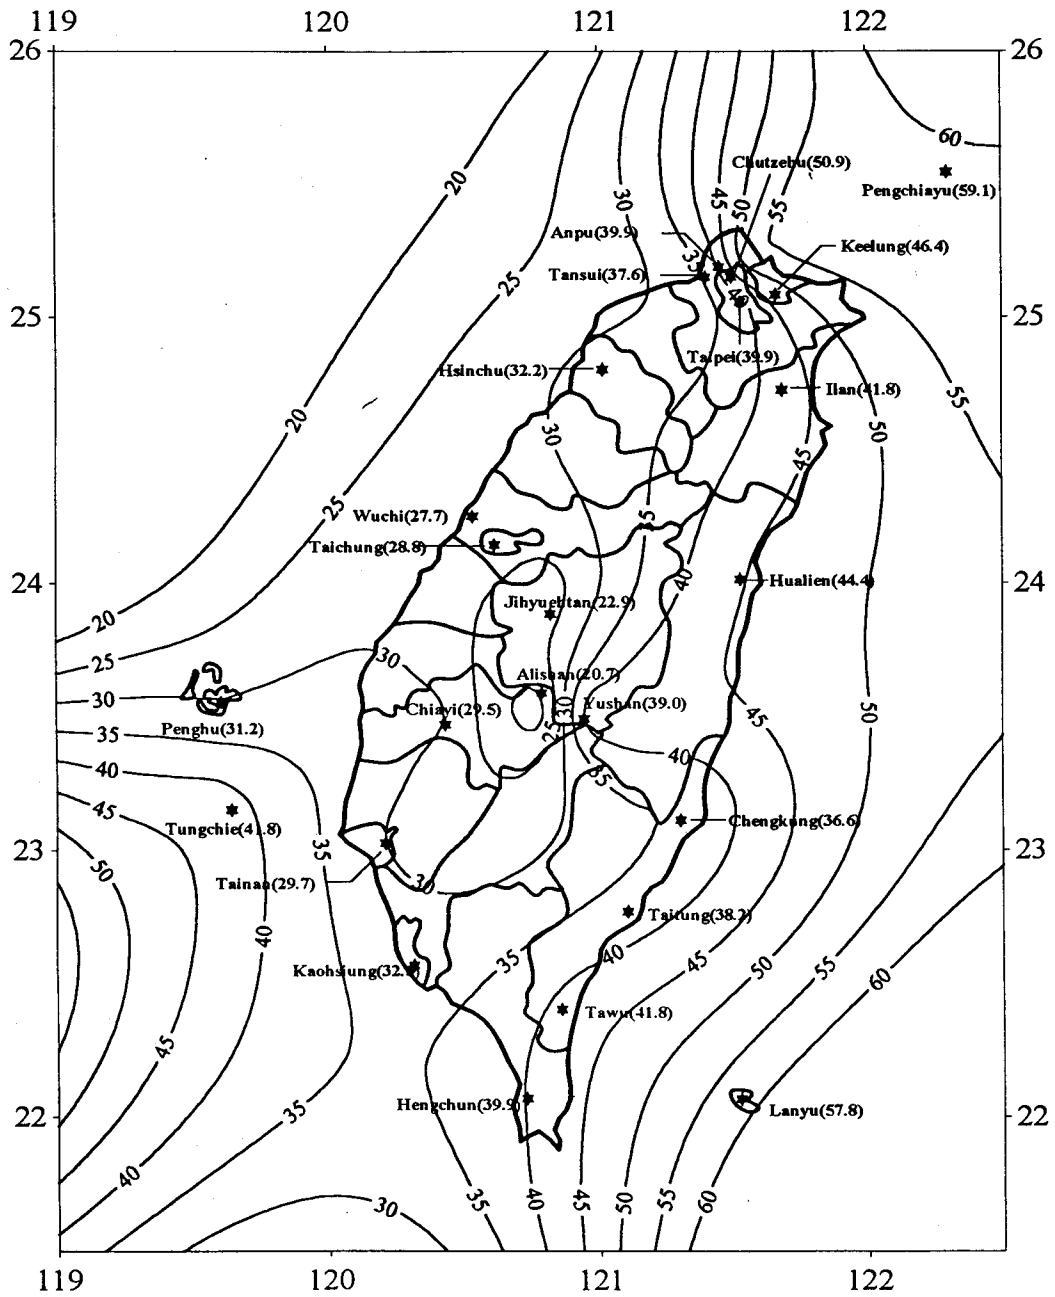 119 120 121 122
26 26
60
Chutzehu(50.9)
20 30 45 50 55
Pengchiayu(59.1)
Anpu(39.9)
Keelung(46.4)
35
Tansui(37.6)
25
40
25 25
Taipei(39.9)
Hsinchu(32.2)
Ilan(41.8)
55
20 30 50
45
25
Wuchi(27.7)
35
Taichung(28.8)
40
24 24
Hualien(44.4)
Jihyuehtan(22.9)
20
25 30
Alishan(20.7)
30
Chiayi(29.5) 30 Yushan(39.0)
45 50
Penghu(31.2)
35 25
40
40
35
45
Tungchie(41.8)
Chengkung(36.6)
35
23 23
50
Tainan(29.7)
30
Taitung(38.2)
40
35 40
Kaohsiung(32.
45 50 55 60
Tawu(41.8)
45
Hengchun(39.9)
35
Lanyu(57.8)
22 22
40
30 35 40 45 50 55 60
119 120 121 122